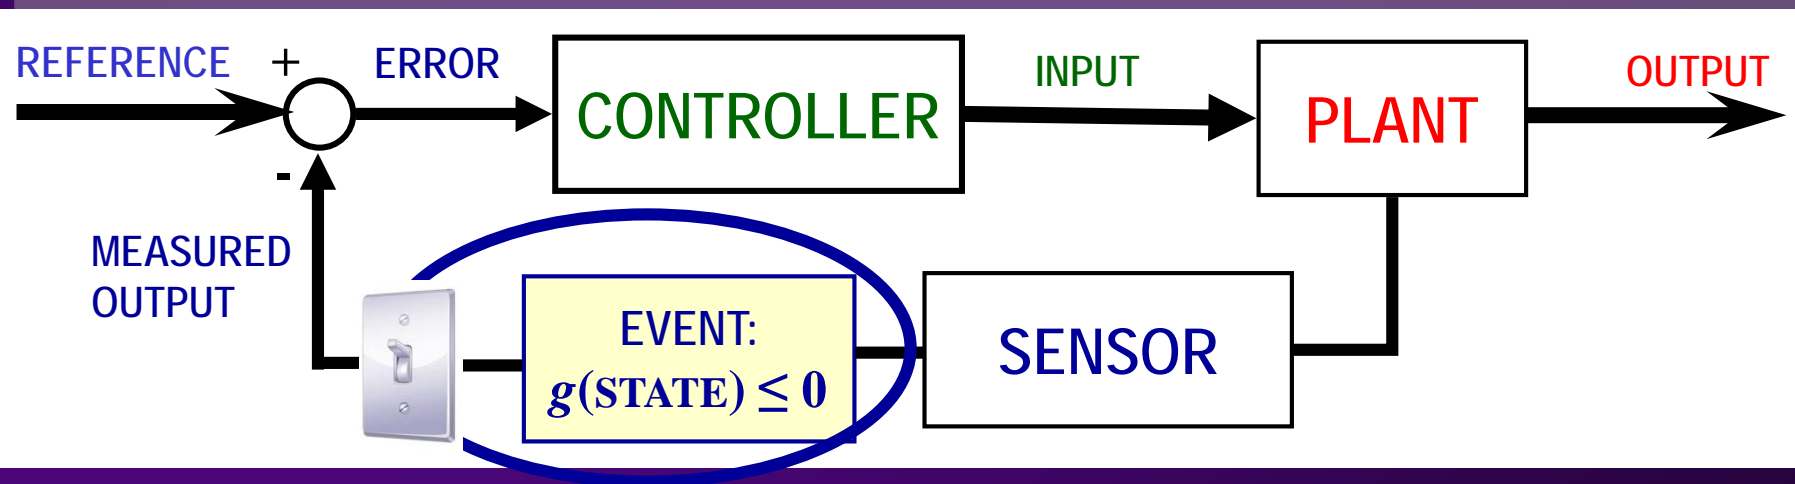 REFERENCE
+
ERROR
CONTROLLER
INPUT
PLANT
OUTPUT
-
MEASURED
OUTPUT
EVENT:
g(STATE) ≤ 0
SENSOR